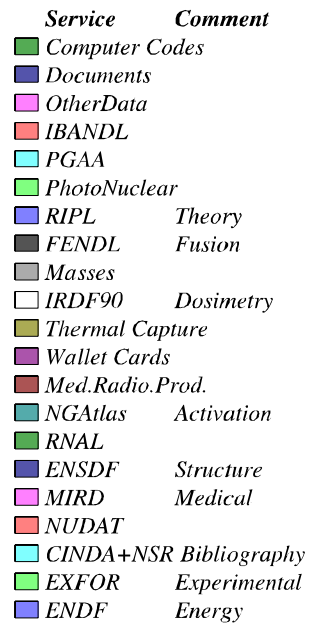 Service Comment
Computer Codes
Documents
OtherData
IBANDL
PGAA
PhotoNuclear
RIPL Theory
FENDL Fusion
Masses
IRDF90 Dosimetry
Thermal Capture
Wallet Cards
Med.Radio.Prod.
NGAtlas Activation
RNAL
ENSDF Structure
MIRD Medical
NUDAT
CINDA+NSR Bibliography
EXFOR Experimental
ENDF Energy